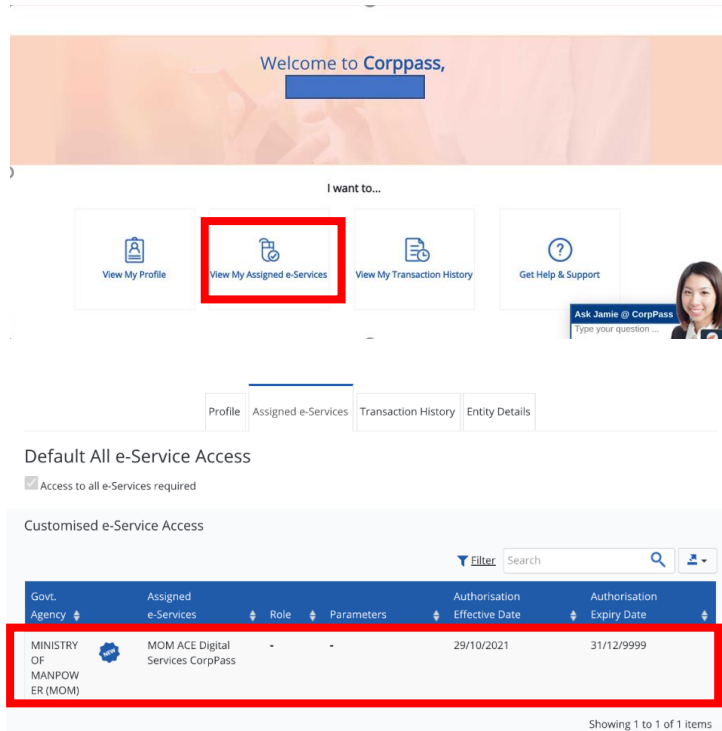 Welcome to Corppass,
I want to...
View My Profile
View My Assigned e-Services
View My Transaction History
Get Help & Support
Ask Jamie @ CorpPass
Type your question ...
Profile Assigned e-Services Transaction History Entity Details
Default All e-Service Access
Access to all e-Services required
Customised e-Service Access
Filter Search
Govt. Assigned Authorisation Authorisation
Agency e-Services Role Parameters Effective Date Expiry Date
MINISTRY NEW MOM ACE Digital - - 29/10/2021 31/12/9999
OF Services CorpPass
MANPOW
ER (MOM)
Showing 1 to 1 of 1 items